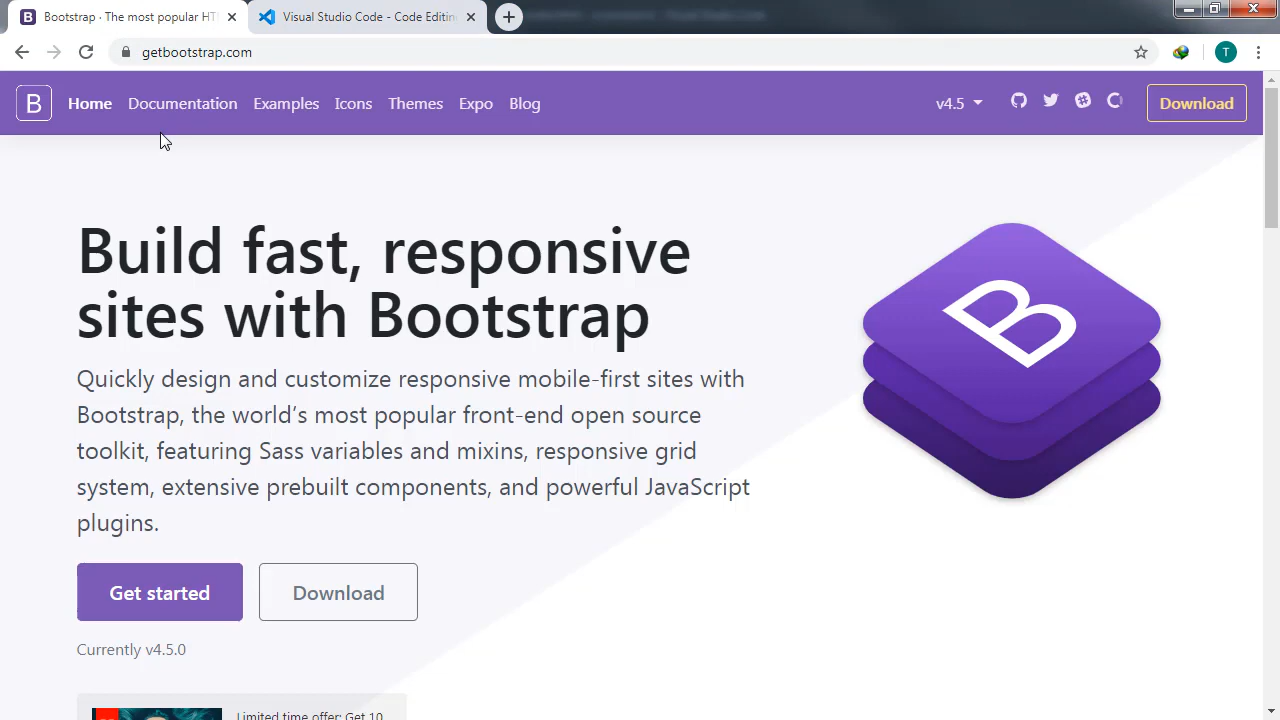 Bootstrap · The most popular HT
Visual Studio Code - Code Editin
getbootstrap.com
T
B
Home
Documentation
Examples
Icons
Themes
Expo
Blog
v4.5
Download
Build fast, responsive
sites with Bootstrap
B
Quickly design and customize responsive mobile-first sites with
Bootstrap, the world's most popular front-end open source
toolkit, featuring Sass variables and mixins, responsive grid
system, extensive prebuilt components, and powerful JavaScript
plugins.
Get started
Download
Currently v4.5.0
Limited time offer: Get 10